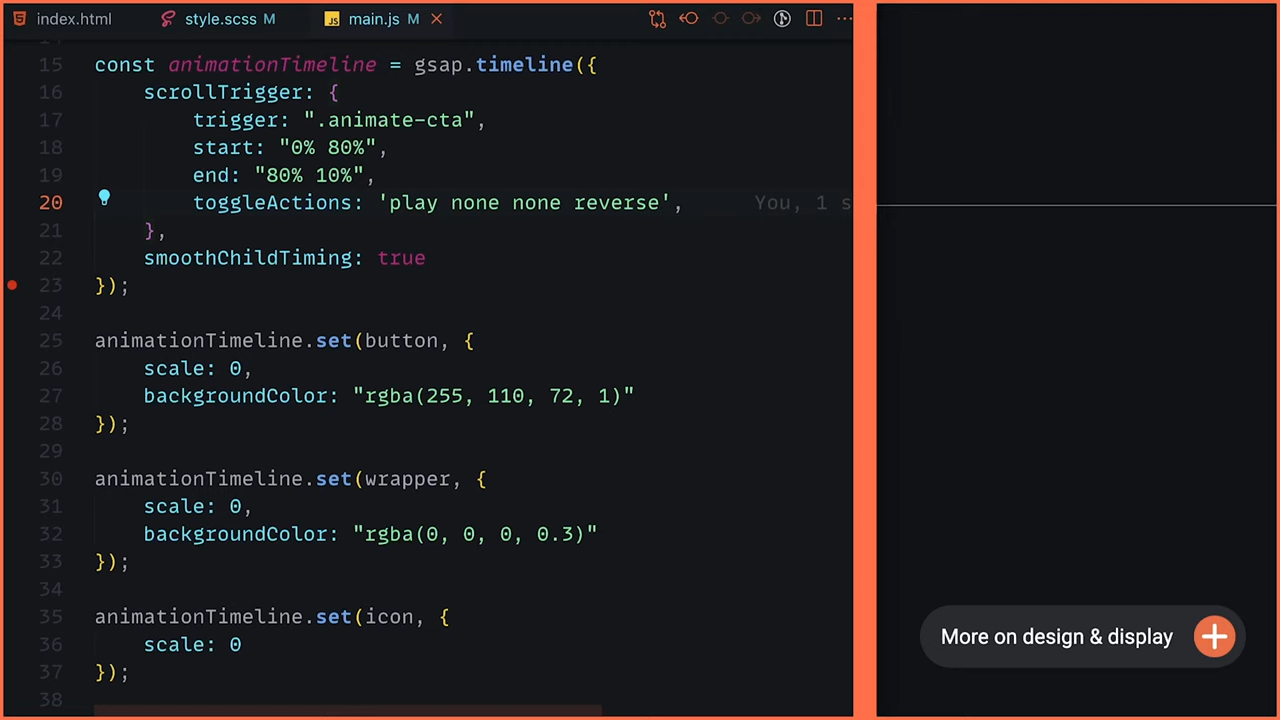 index.html
style.scss M
JS main.js M
15 const animationTimeline = gsap.timeline({
16 scrollTrigger: {
17 trigger: ".animate-cta",
18 start: "0% 80%",
19 end: "80% 10%",
20 toggleActions: 'play none none reverse', You, 1 s
21 },
22 smoothChildTiming: true
23 });
24
25 animationTimeline.set(button, {
26 scale: 0,
27 backgroundColor: "rgba(255, 110, 72, 1)"
28 });
29
30 animationTimeline.set(wrapper, {
31 scale: 0,
32 backgroundColor: "rgba(0, 0, 0, 0.3)"
33 });
34
35 animationTimeline.set(icon, {
36 scale: 0
37 });
38
More on design & display